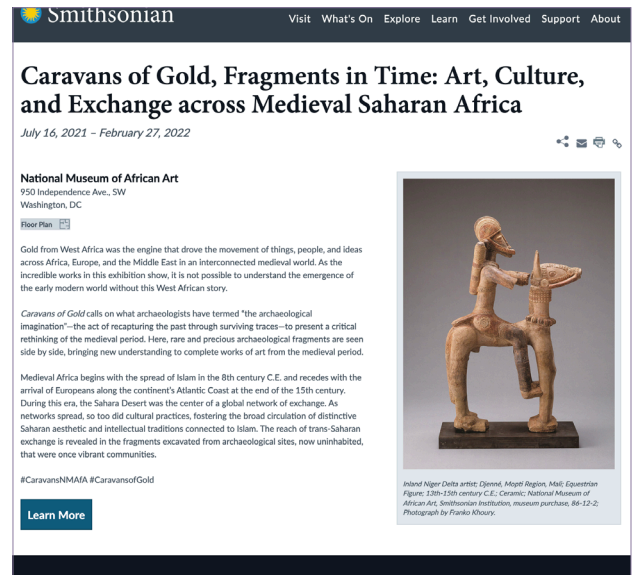 Smithsonian
Visit What's On Explore Learn Get Involved Support About
Caravans of Gold, Fragments in Time: Art, Culture,
and Exchange across Medieval Saharan Africa
July 16, 2021 – February 27, 2022
National Museum of African Art
950 Independence Ave., SW
Washington, DC
Floor Plan
Gold from West Africa was the engine that drove the movement of things, people, and ideas
across Africa, Europe, and the Middle East in an interconnected medieval world. As the
incredible works in this exhibition show, it is not possible to understand the emergence of
the early modern world without this West African story.
Caravans of Gold calls on what archaeologists have termed "the archaeological
imagination"—the act of recapturing the past through surviving traces—to present a critical
rethinking of the medieval period. Here, rare and precious archaeological fragments are seen
side by side, bringing new understanding to complete works of art from the medieval period.
Medieval Africa begins with the spread of Islam in the 8th century C.E. and recedes with the
arrival of Europeans along the continent's Atlantic Coast at the end of the 15th century.
During this era, the Sahara Desert was the center of a global network of exchange. As
networks spread, so too did cultural practices, fostering the broad circulation of distinctive
Saharan aesthetic and intellectual traditions connected to Islam. The reach of trans-Saharan
exchange is revealed in the fragments excavated from archaeological sites, now uninhabited,
that were once vibrant communities.
#CaravansNMAfA #CaravansofGold
Learn More
Inland Niger Delta artist; Djenné, Mopti Region, Mali; Equestrian
Figure; 13th-15th century C.E.; Ceramic; National Museum of
African Art, Smithsonian Institution, museum purchase, 86-12-2;
Photograph by Franko Khoury.